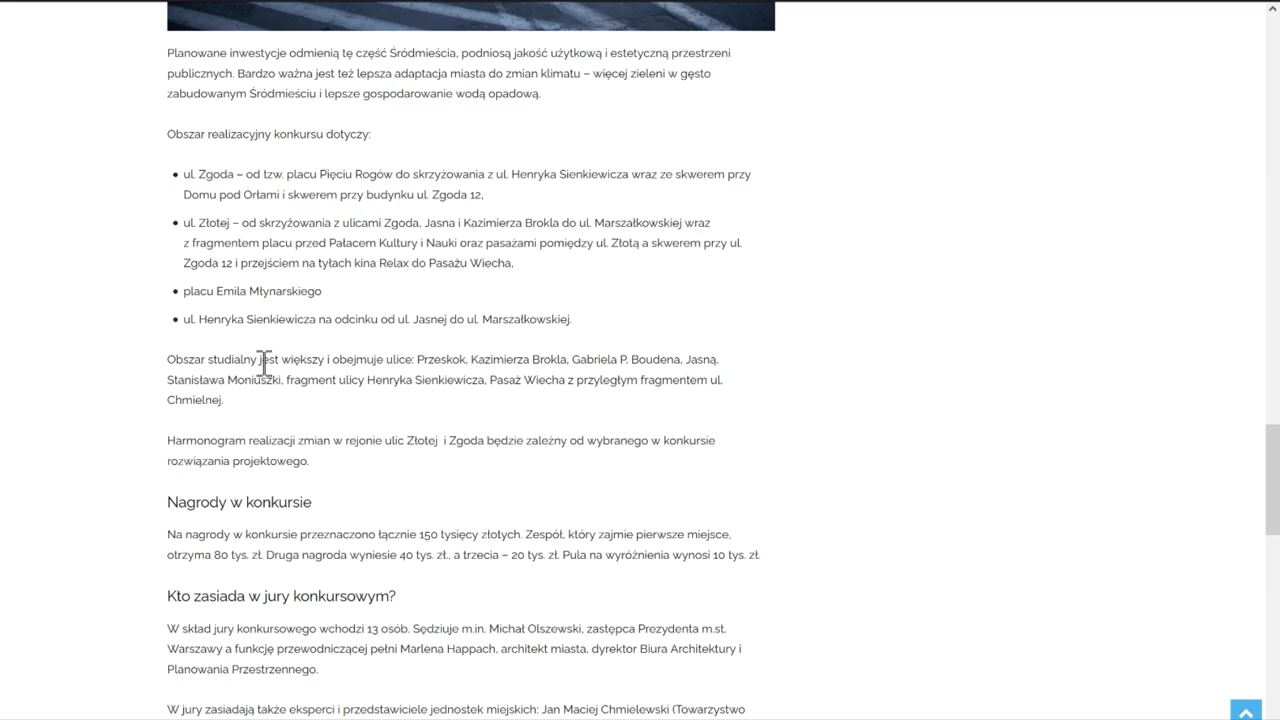 Planowane inwestycje odmienią tę część Śródmieścia, podniosą jakość użytkową i estetyczną przestrzeni
publicznych. Bardzo ważna jest też lepsza adaptacja miasta do zmian klimatu – więcej zieleni w gęsto
zabudowanym Śródmieściu i lepsze gospodarowanie wodą opadową.
Obszar realizacyjny konkursu dotyczy:
• ul. Zgoda – od tzw. placu Pięciu Rogów do skrzyżowania z ul. Henryka Sienkiewicza wraz ze skwerem przy
Domu pod Orłami i skwerem przy budynku ul. Zgoda 12,
• ul. Złotej – od skrzyżowania z ulicami Zgoda, Jasna i Kazimierza Brokla do ul. Marszałkowskiej wraz
z fragmentem placu przed Pałacem Kultury i Nauki oraz pasażami pomiędzy ul. Złotą a skwerem przy ul.
Zgoda 12 i przejściem na tyłach kina Relax do Pasażu Wiecha,
• placu Emila Młynarskiego
• ul. Henryka Sienkiewicza na odcinku od ul. Jasnej do ul. Marszałkowskiej.
Obszar studialny jest większy i obejmuje ulice: Przeskok, Kazimierza Brokla, Gabriela P. Boudena, Jasną,
Stanisława Moniuszki, fragment ulicy Henryka Sienkiewicza, Pasaż Wiecha z przyległym fragmentem ul.
Chmielnej.
Harmonogram realizacji zmian w rejonie ulic Złotej i Zgoda będzie zależny od wybranego w konkursie
rozwiązania projektowego.
Nagrody w konkursie
Na nagrody w konkursie przeznaczono łącznie 150 tysięcy złotych. Zespół, który zajmie pierwsze miejsce,
otrzyma 80 tys. zł. Druga nagroda wyniesie 40 tys. zł., a trzecia – 20 tys. zł. Pula na wyróżnienia wynosi 10 tys. zł.
Kto zasiada w jury konkursowym?
W skład jury konkursowego wchodzi 13 osób. Sędziuje m.in. Michał Olszewski, zastępca Prezydenta m.st.
Warszawy a funkcję przewodniczącej pełni Marlena Happach, architekt miasta, dyrektor Biura Architektury i
Planowania Przestrzennego.
W jury zasiadają także eksperci i przedstawiciele jednostek miejskich: Jan Maciej Chmielewski (Towarzystwo